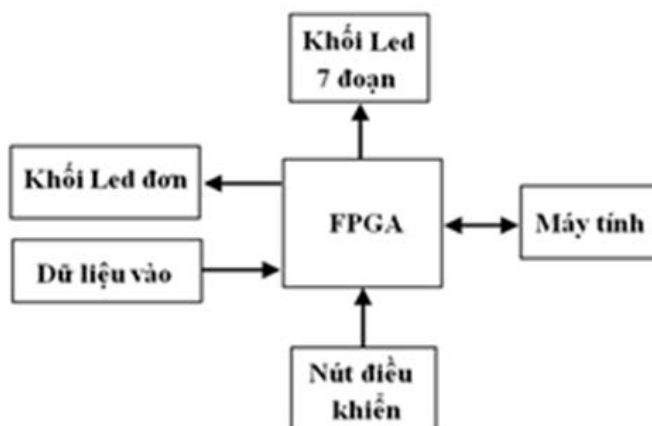 Khối Led
7 đoạn
Khối Led đơn
FPGA
Máy tính
Dữ liệu vào
Nút điều
khiển